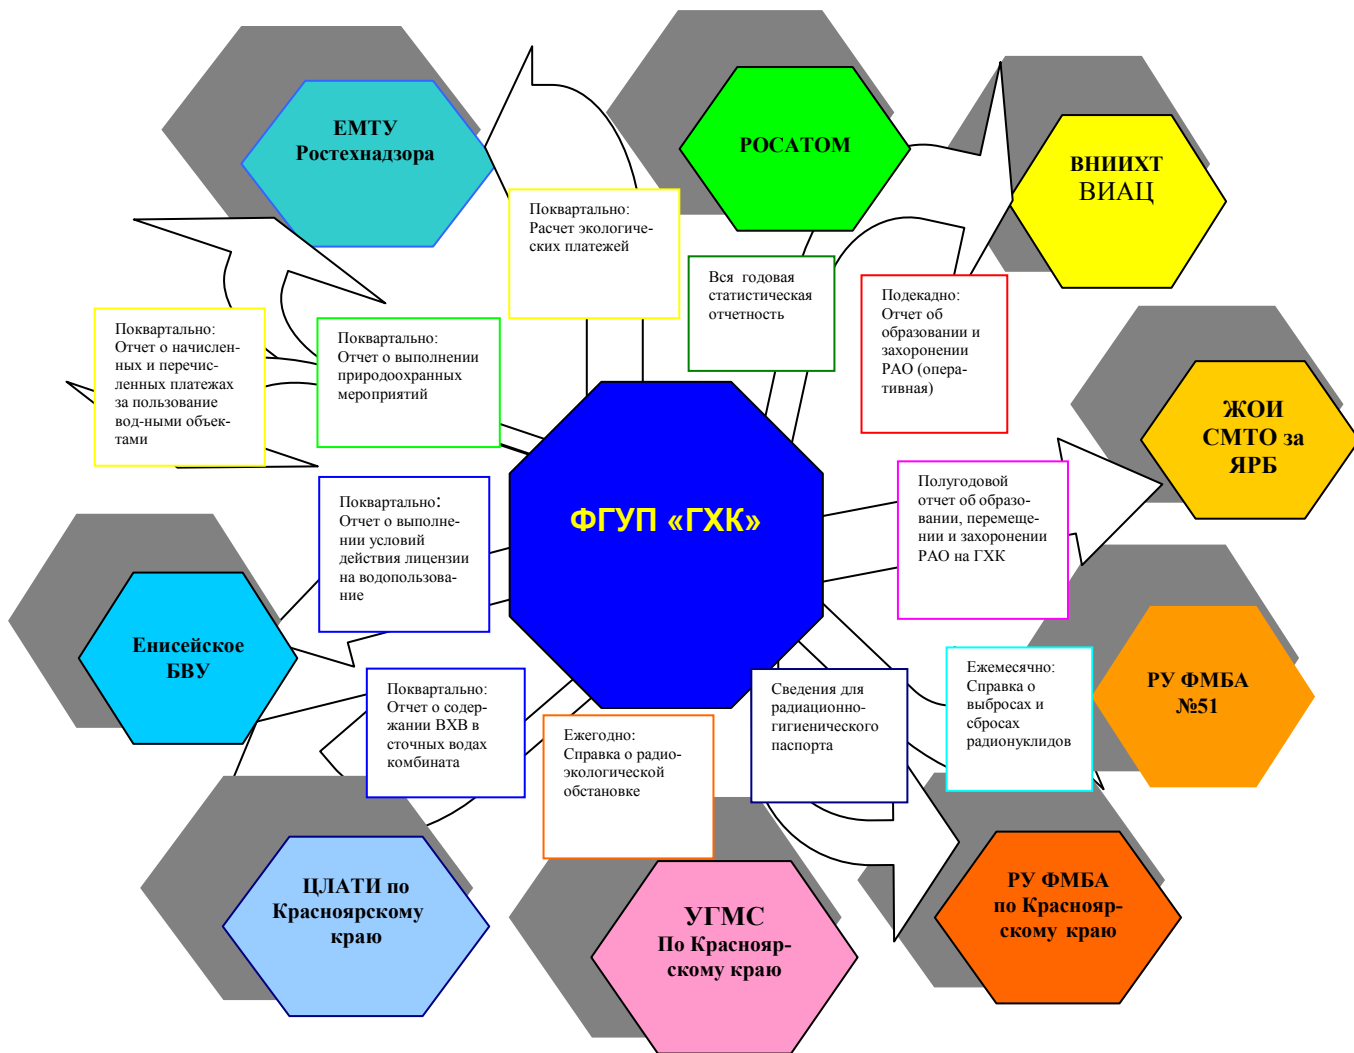 ЕМТУ
Ростехнадзора
РОСАТОМ
ВНИИХТ
ВИАЦ
Поквартально:
Расчет экологиче-
ских платежей
Вся годовая
статистическая
отчетность
Подекадно:
Отчет об
образовании и
захоронении
РАО (опера-
тивная)
Поквартально:
Отчет о начислен-
ных и перечис-
ленных платежах
за пользование
вод-ными объек-
тами
Поквартально:
Отчет о выполнении
природоохранных
мероприятий
ЖОИ
СМТО за
ЯРБ
ФГУП «ГХК»
Поквартально:
Отчет о выполне-
нии условий
действия лицензии
на водопользова-
ние
Полугодовой
отчет об образо-
вании, перемеще-
нии и захоронении
РАО на ГХК
Енисейское
БВУ
РУ ФМБА
№51
Поквартально:
Отчет о содер-
жании ВХВ в
сточных водах
комбината
Ежегодно:
Справка о радио-
экологической
обстановке
Сведения для
радиационно-
гигиенического
паспорта
Ежемесячно:
Справка о
выбросах и
сбросах
радионуклидов
ЦЛАТИ по
Красноярскому
краю
УГМС
По Краснояр-
скому краю
РУ ФМБА
по Краснояр-
скому краю